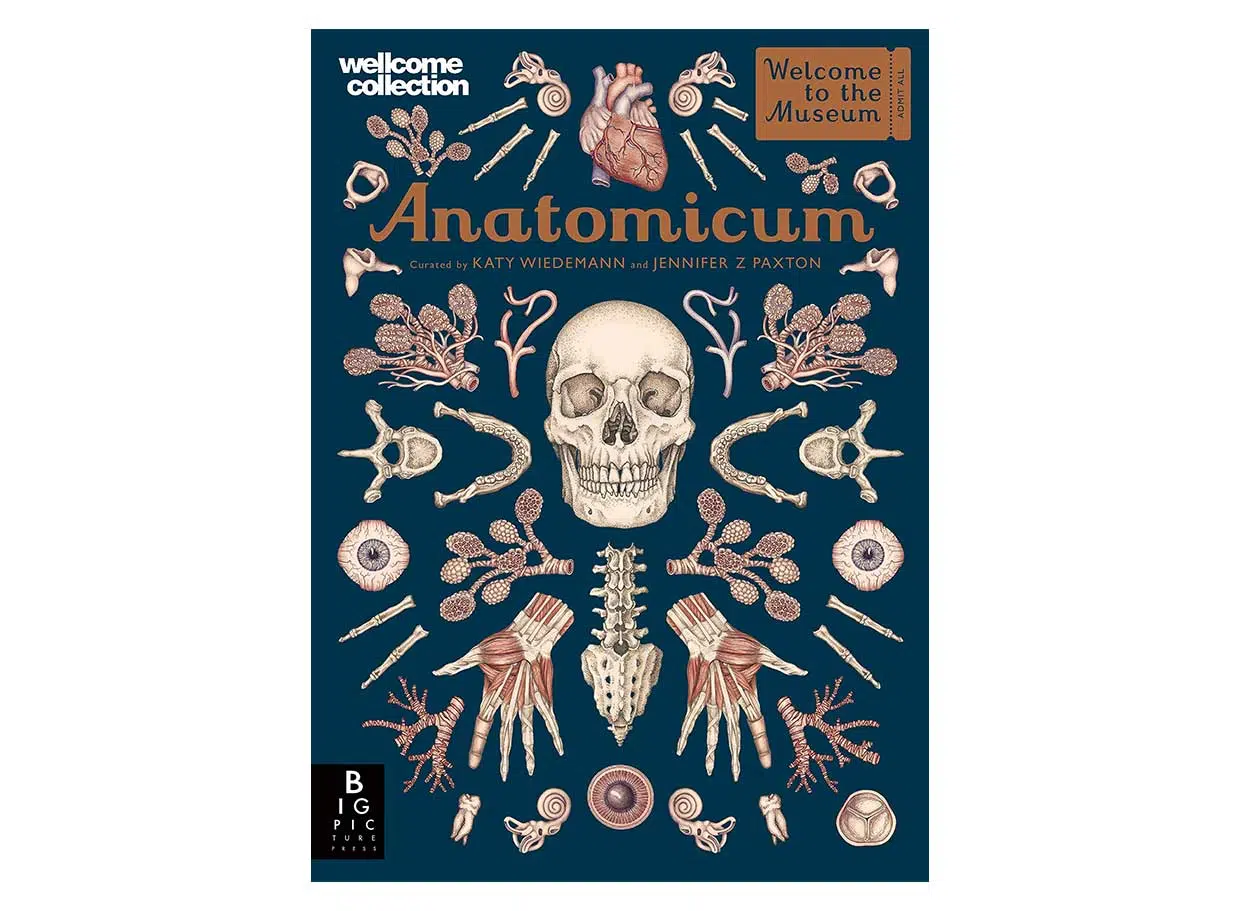 wellcome
collection
Welcome
to the
Museum
ADMIT ALL
Anatomicum
Curated by KATY WIEDEMANN and JENNIFER Z PAXTON
B
IG
PIC
TURE
PRESS